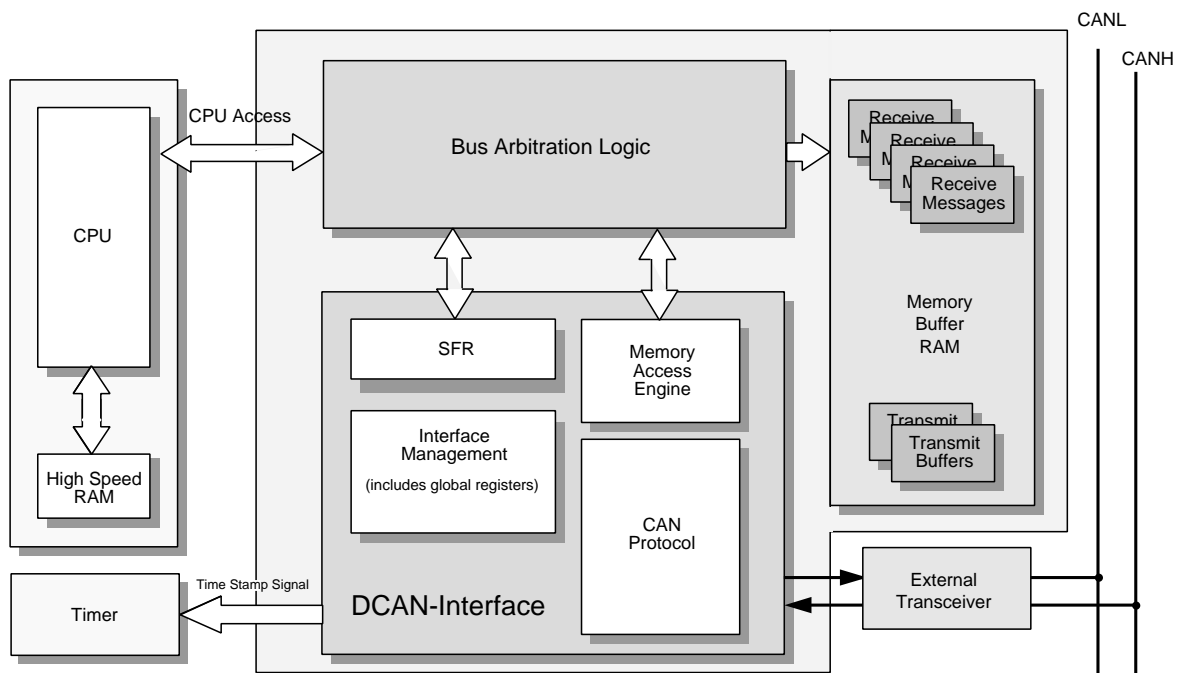 CANL
CANH
CPU Access
Bus Arbitration Logic
CPU
High Speed
RAM
Receive
M
Receive
M
Receive
M
Receive
Messages
Memory
Buffer
RAM
Transmit
Transmit
Buffers
SFR
Memory
Access
Engine
Interface
Management
(includes global registers)
CAN
Protocol
DCAN-Interface
Time Stamp Signal
Timer
External
Transceiver